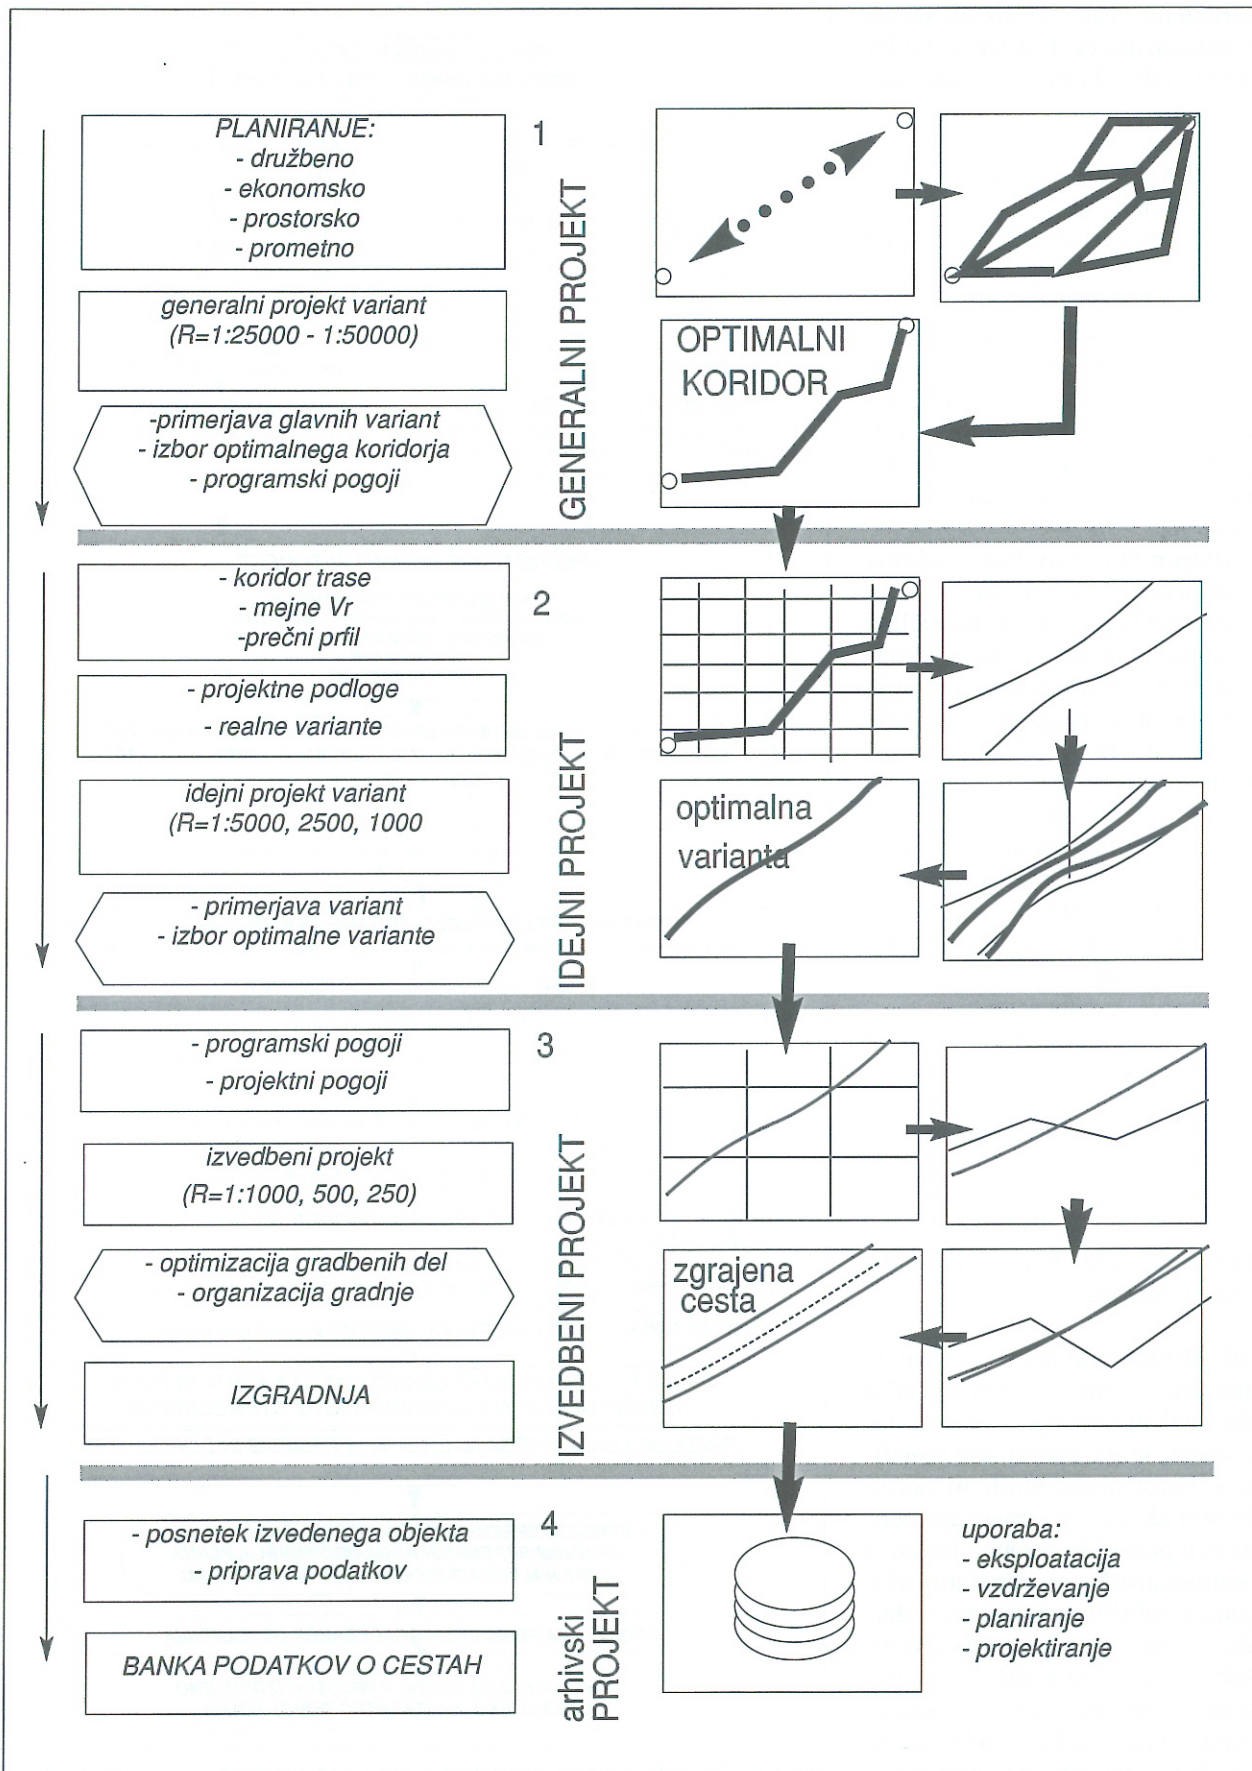 PLANIRANJE:
- družbeno
- ekonomsko
- prostorsko
- prometno
generalni projekt variant
(R=1:25000 - 1:50000)
-primerjava glavnih variant
- izbor optimalnega koridorja
- programski pogoji
1
GENERALNI PROJEKT
OPTIMALNI
KORIDOR
- koridor trase
- mejne Vr
-prečni prfil
- projektne podloge
- realne variante
idejni projekt variant
(R=1:5000, 2500, 1000
- primerjava variant
- izbor optimalne variante
2
IDEJNI PROJEKT
optimalna
varianta
- programski pogoji
- projektni pogoji
izvedbeni projekt
(R=1:1000, 500, 250)
- optimizacija gradbenih del
- organizacija gradnje
IZGRADNJA
3
IZVEDBENI PROJEKT
zgrajena
cesta
- posnetek izvedenega objekta
- priprava podatkov
BANKA PODATKOV O CESTAH
4
arhivski
PROJEKT
uporaba:
- eksploatacija
- vzdrževanje
- planiranje
- projektiranje